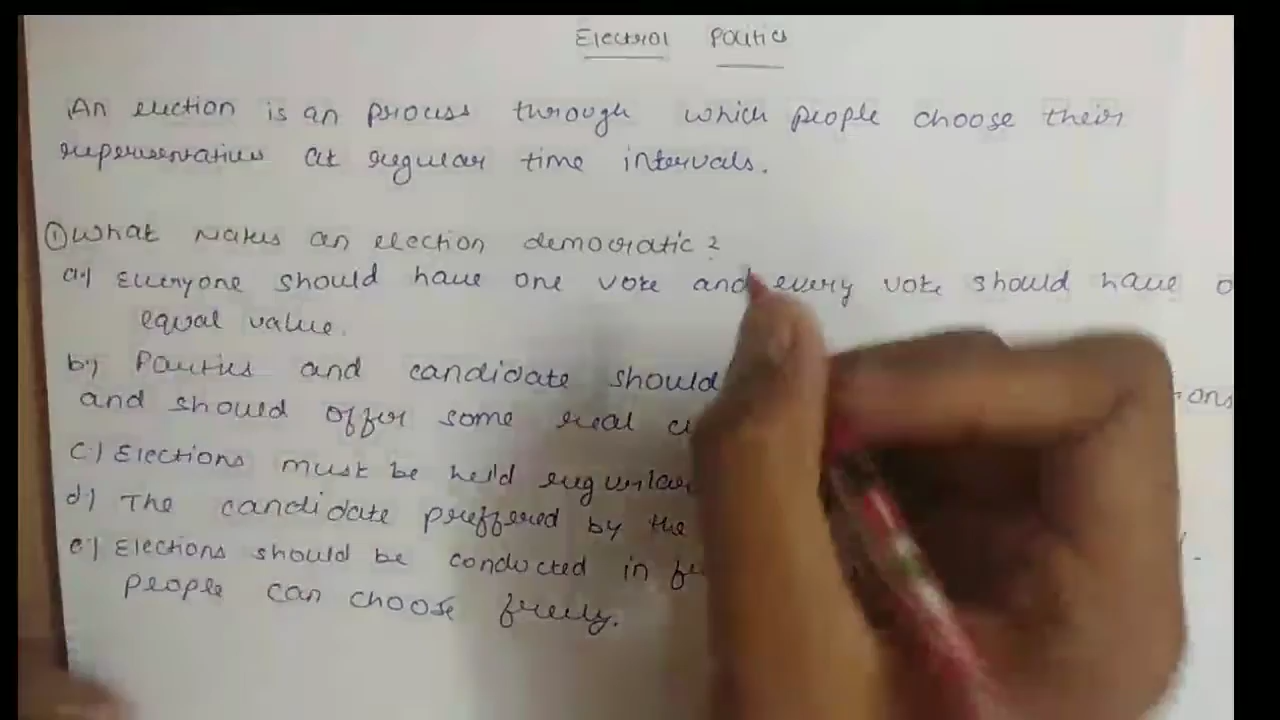 Electrol Politics
An election is an process through which people choose their
representatives at regular time intervals.
① What Makes an election democratic?
a.) Everyone should have one vote and every vote should have
equal value.
b.) Parties and candidate should
and should offer some real
c.) Elections must be held
d.) The candidate preffered by the
e.) Elections should be conducted in
people can choose freely.